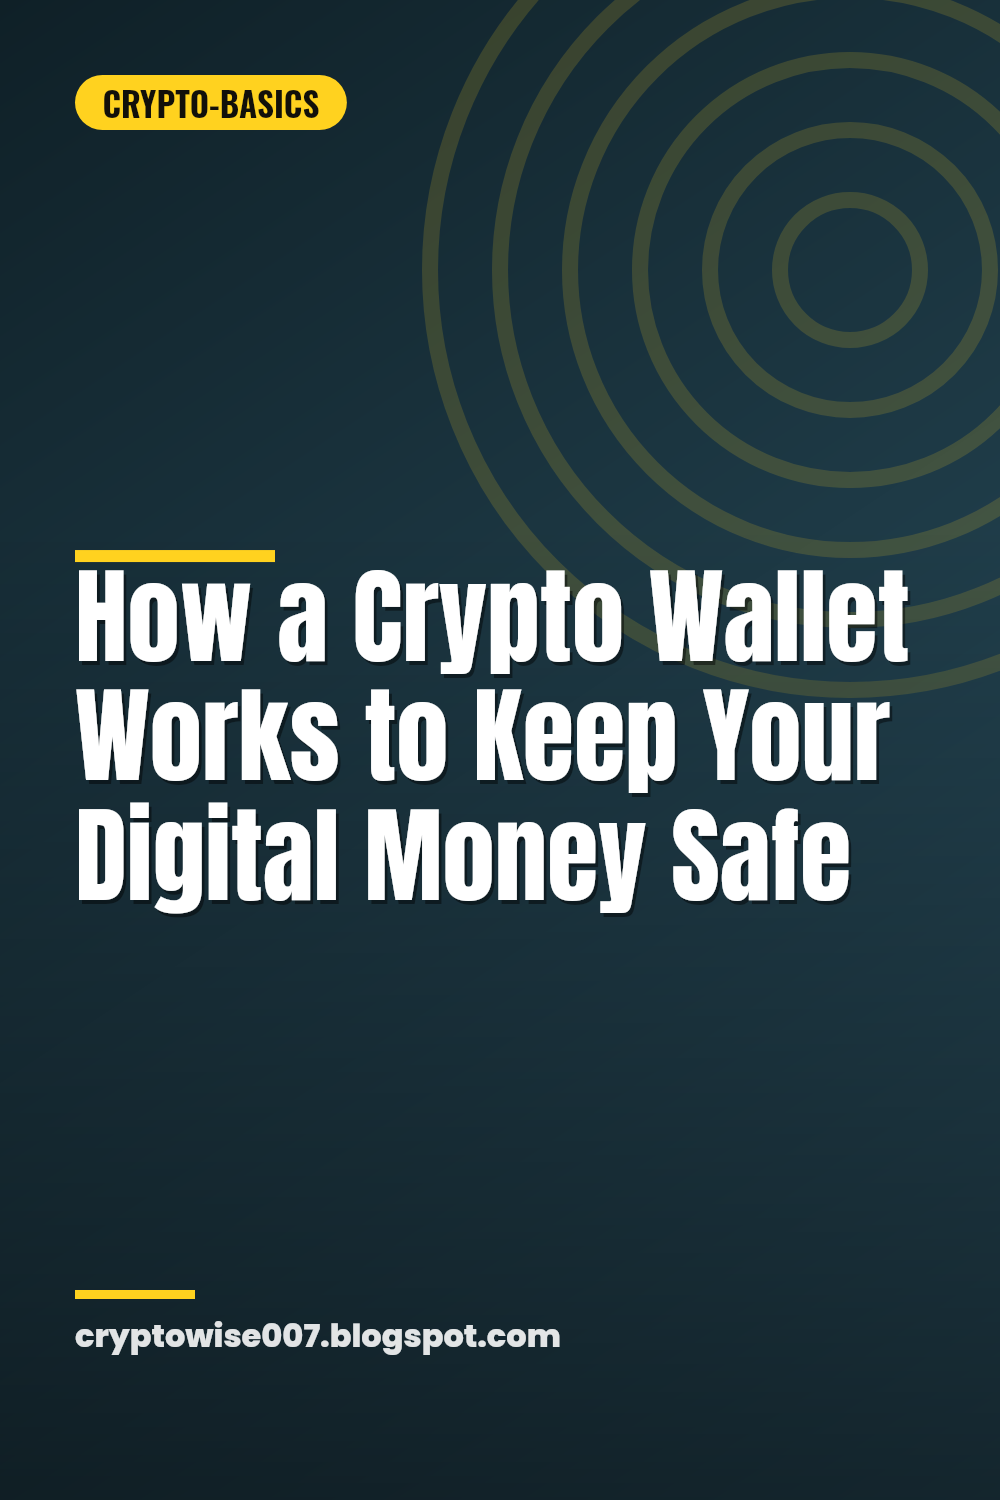 CRYPTO-BASICS
How a Crypto Wallet
Works to Keep Your
Digital Money Safe
cryptowise007.blogspot.com